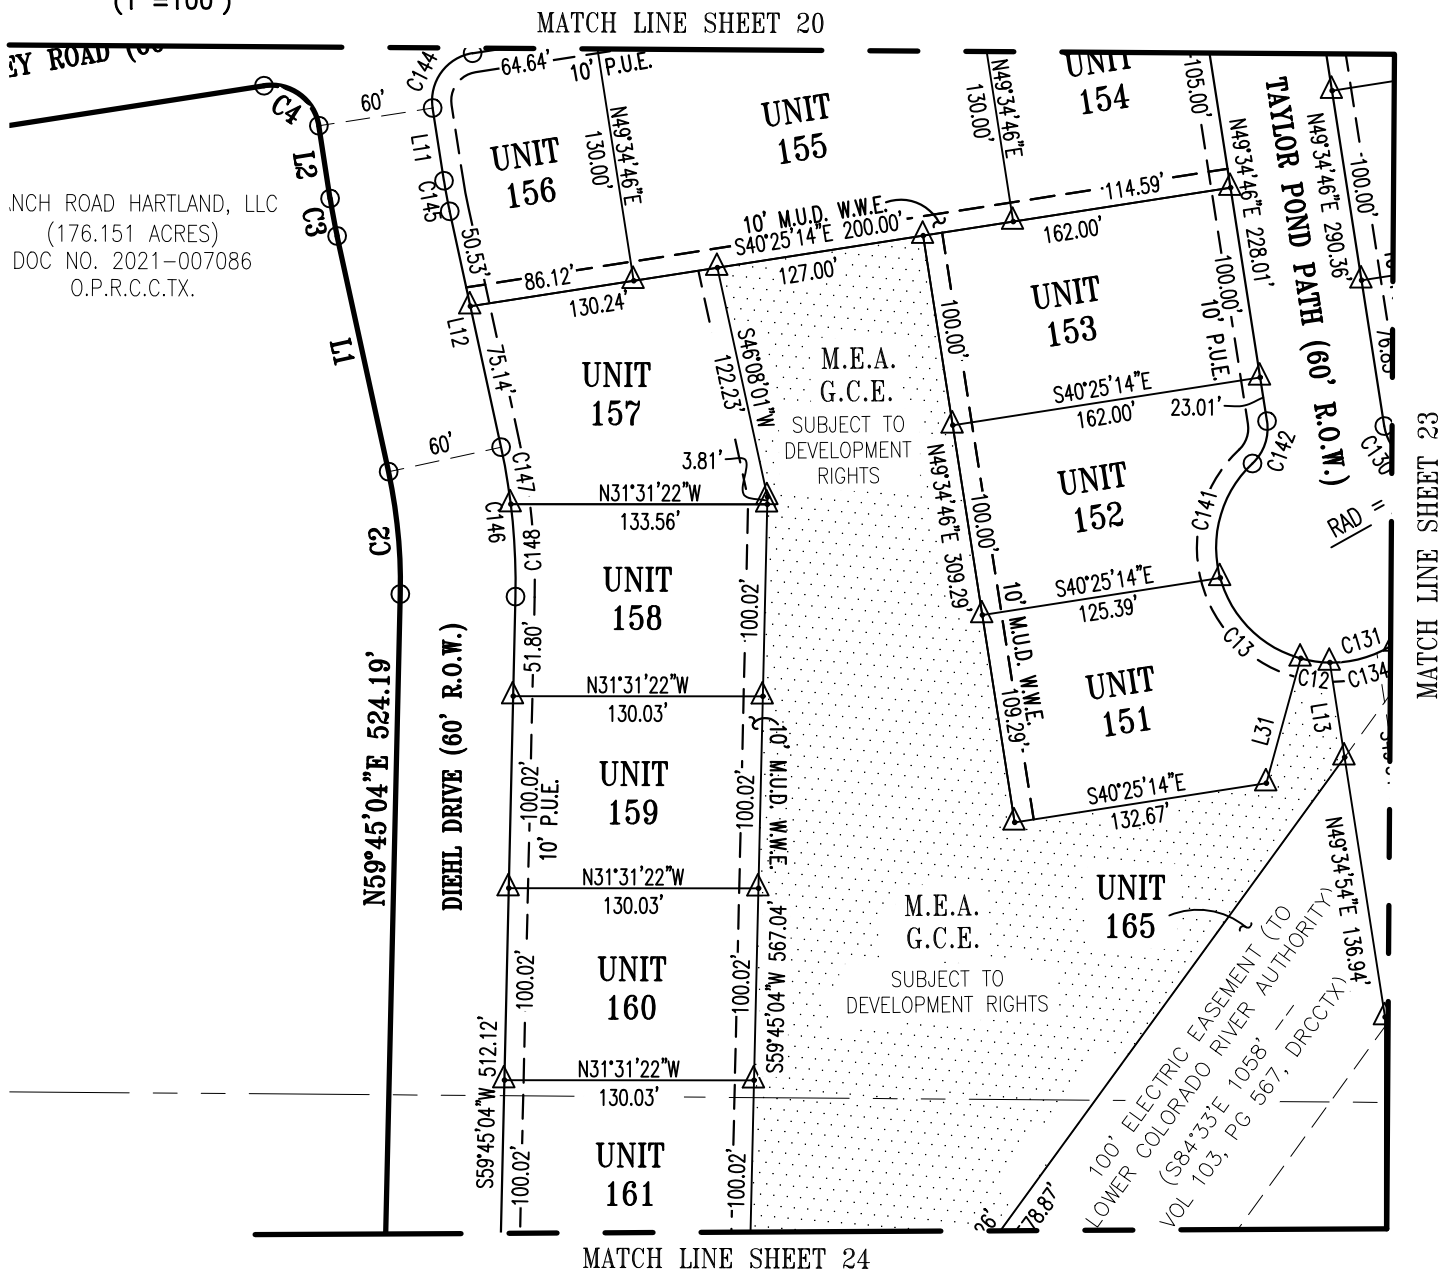 MATCH LINE SHEET 20
C144
64.64'
10' P.U.E.
C4
60'
L2
C3
L11
C145
UNIT
156
N49°34'46"E
130.00'
UNIT
155
N49°34'46"E
130.00'
UNIT
154
105.00'
N49°34'46"E 228.01'
TAYLOR POND PATH (60' R.O.W.)
N49°34'46"E 290.36'
100.00'
ROAD HARTLAND, LLC
(176.151 ACRES)
DOC NO. 2021-007086
O.P.R.C.C.TX.
50.53'
86.12'
130.24'
10' M.U.D. W.W.E.
S40°25'14"E 200.00'
127.00'
114.59'
162.00'
L1
L12
75.14'
UNIT
157
S46°08'01"W
122.23'
3.81'
M.E.A.
G.C.E.
SUBJECT TO
DEVELOPMENT
RIGHTS
100.00'
UNIT
153
100.00'
10' P.U.E.
S40°25'14"E
162.00'
23.01'
C142
C130
60'
C147
C146
N31°31'22"W
133.56'
C2
C148
UNIT
158
100.02'
51.80'
N49°34'46"E 309.29'
100.00'
UNIT
152
C141
RAD =
S40°25'14"E
125.39'
10' M.U.D. W.W.E.
C13
C12
C131
C134
L13
L31
MATCH LINE SHEET 23
N59°45'04"E 524.19'
DIEHL DRIVE (60' R.O.W.)
N31°31'22"W
130.03'
UNIT
159
100.02'
10' P.U.E.
100.02'
10' M.U.D. W.W.E.
109.29'
UNIT
151
S40°25'14"E
132.67'
N31°31'22"W
130.03'
S59°45'04"W 567.04'
M.E.A.
G.C.E.
SUBJECT TO
DEVELOPMENT RIGHTS
UNIT
165
N49°34'54"E 136.94'
100' ELECTRIC EASEMENT (TO
LOWER COLORADO RIVER AUTHORITY)
(S84°33'E 1058' --
VOL 103, PG 567, DRCCTX)
UNIT
160
100.02'
100.02'
S59°45'04"W 512.12'
N31°31'22"W
130.03'
UNIT
161
100.02'
100.02'
78.87'
MATCH LINE SHEET 24